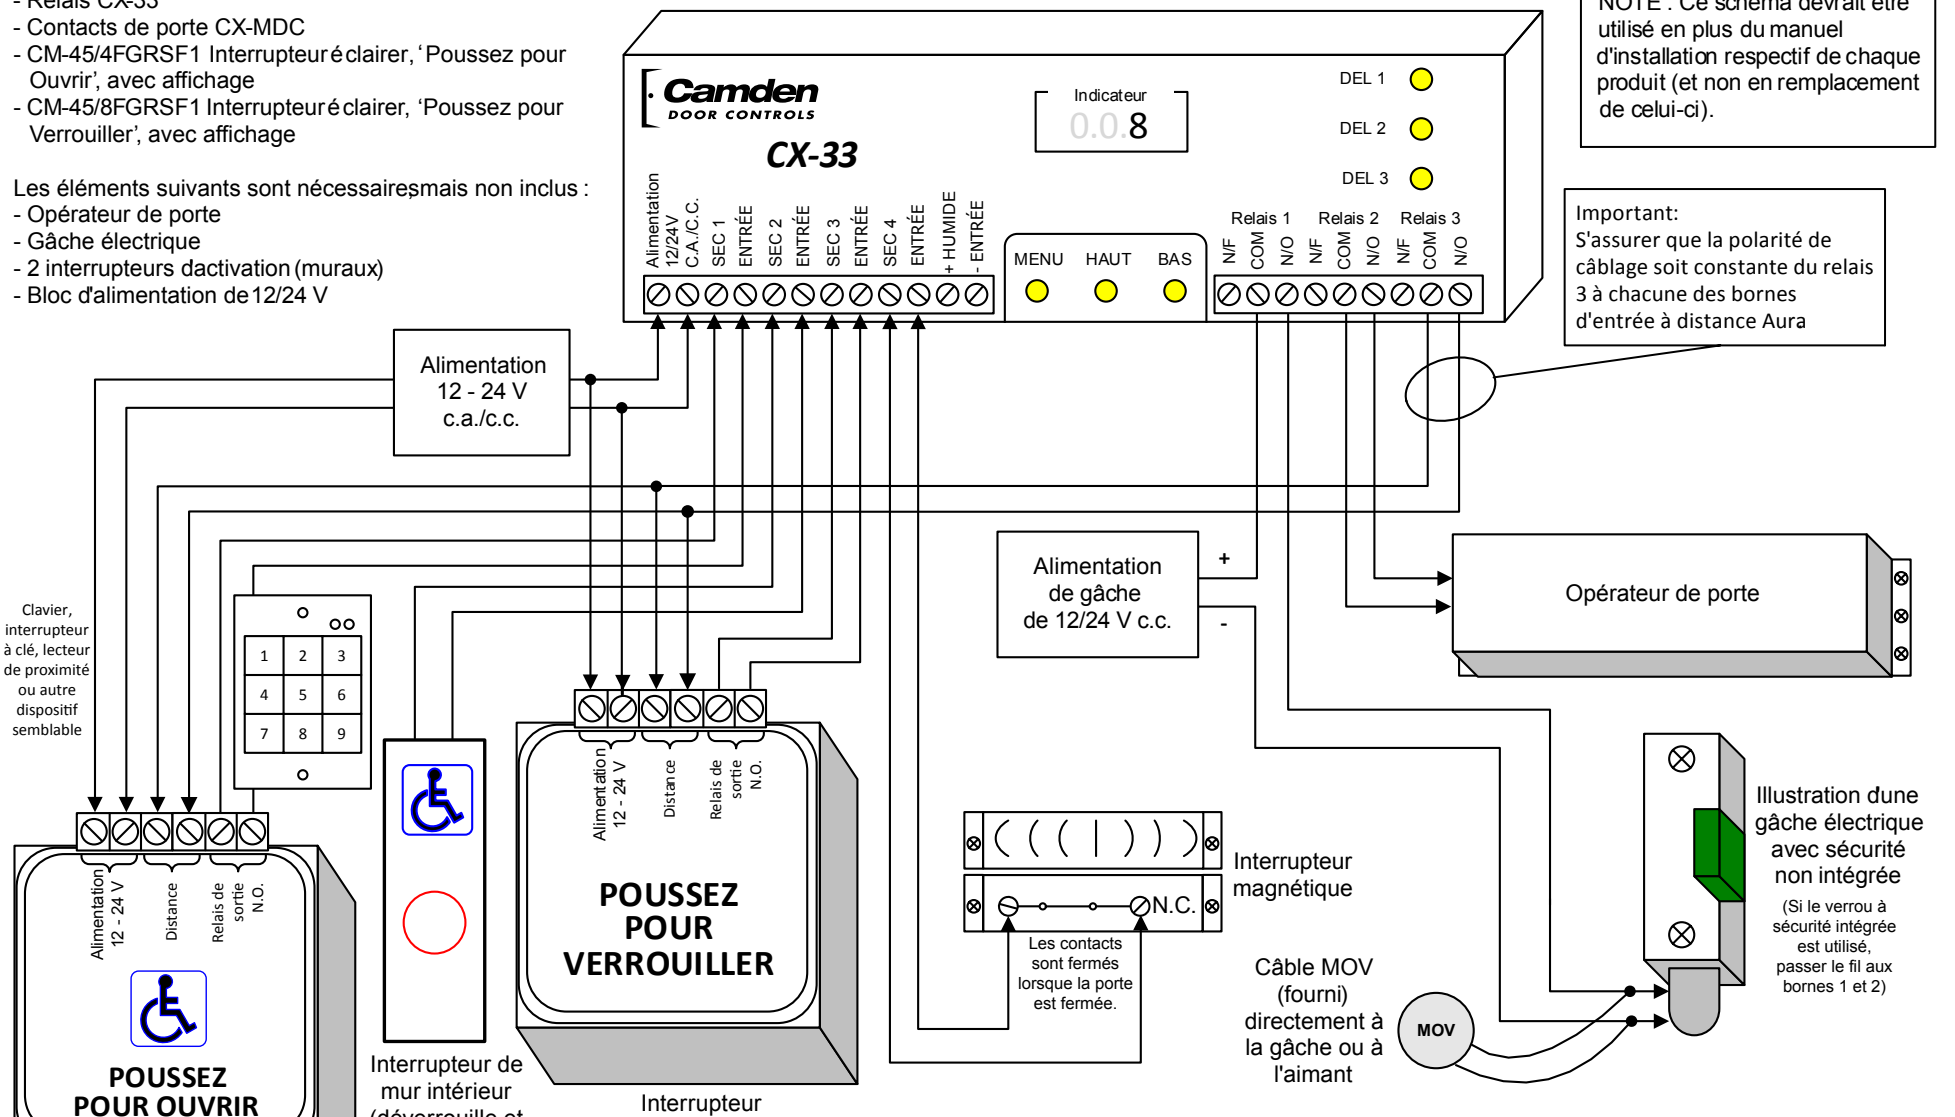 - Relais CX-33
- Contacts de porte CX-MDC
- CM-45/4FGRSF1 Interrupteur éclairer, 'Poussez pour
Ouvrir', avec affichage
- CM-45/8FGRSF1 Interrupteur éclairer, 'Poussez pour
Verrouiller', avec affichage
Les éléments suivants sont nécessaires mais non inclus :
- Opérateur de porte
- Gâche électrique
- 2 interrupteurs dactivation (muraux)
- Bloc d'alimentation de 12/24 V
NOTE : Ce schéma devrait être
utilisé en plus du manuel
d'installation respectif de chaque
produit (et non en remplacement
de celui-ci).
Camden
DOOR CONTROLS
CX-33
Indicateur
0.0.8
DEL 1
DEL 2
DEL 3
Alimentation
12/24V
C.A./C.C.
SEC 1
ENTRÉE
SEC 2
ENTRÉE
SEC 3
ENTRÉE
SEC 4
ENTRÉE
+ HUMIDE
- ENTRÉE
MENU HAUT BAS
Relais 1 Relais 2 Relais 3
N/F
COM
N/O
N/F
COM
N/O
N/F
COM
N/O
Important:
S'assurer que la polarité de
câblage soit constante du relais
3 à chacune des bornes
d'entrée à distance Aura
Alimentation
12 - 24 V
c.a./c.c.
Alimentation
de gâche
de 12/24 V c.c.
+
-
Opérateur de porte
Clavier,
interrupteur
à clé, lecteur
de proximité
ou autre
dispositif
semblable
1 2 3
4 5 6
7 8 9
Alimentation
12 - 24 V
Distance
Relais de
sortie
N.O.
POUSSEZ
POUR
VERROUILLER
Alimentation
12 - 24 V
Distance
Relais de
sortie
N.O.
POUSSEZ
POUR OUVRIR
Interrupteur de
mur intérieur
(déverrouille et
Interrupteur
Interrupteur
magnétique
N.C.
Les contacts
sont fermés
lorsque la porte
est fermée.
Câble MOV
(fourni)
directement à
la gâche ou à
l'aimant
MOV
Illustration d'une
gâche électrique
avec sécurité
non intégrée
(Si le verrou à
sécurité intégrée
est utilisé,
passer le fil aux
bornes 1 et 2)